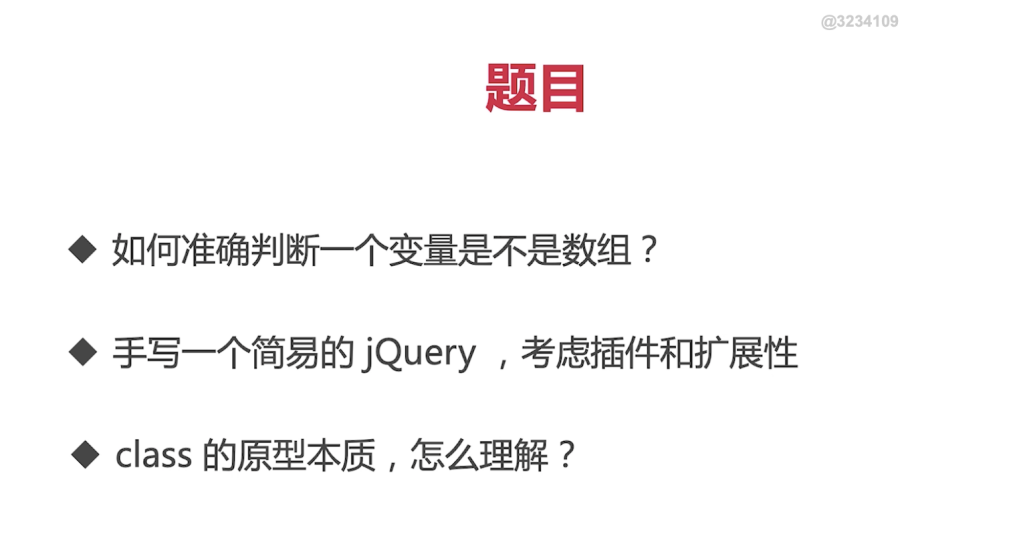 @3234109
题目
◆ 如何准确判断一个变量是不是数组？
◆ 手写一个简易的 jQuery ，考虑插件和扩展性
◆ class 的原型本质，怎么理解？